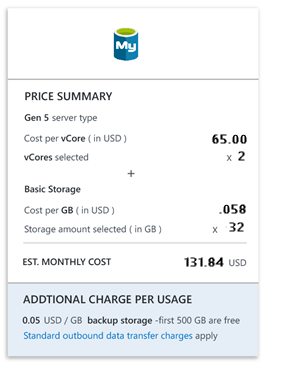 My
PRICE SUMMARY
Gen 5 server type
Cost per vCore ( in USD ) 65.00
vCores selected x 2
+
Basic Storage
Cost per GB ( in USD ) .058
Storage amount selected ( in GB ) x 32
EST. MONTHLY COST 131.84 USD
ADDTIONAL CHARGE PER USAGE
0.05 USD / GB backup storage -first 500 GB are free
Standard outbound data transfer charges apply